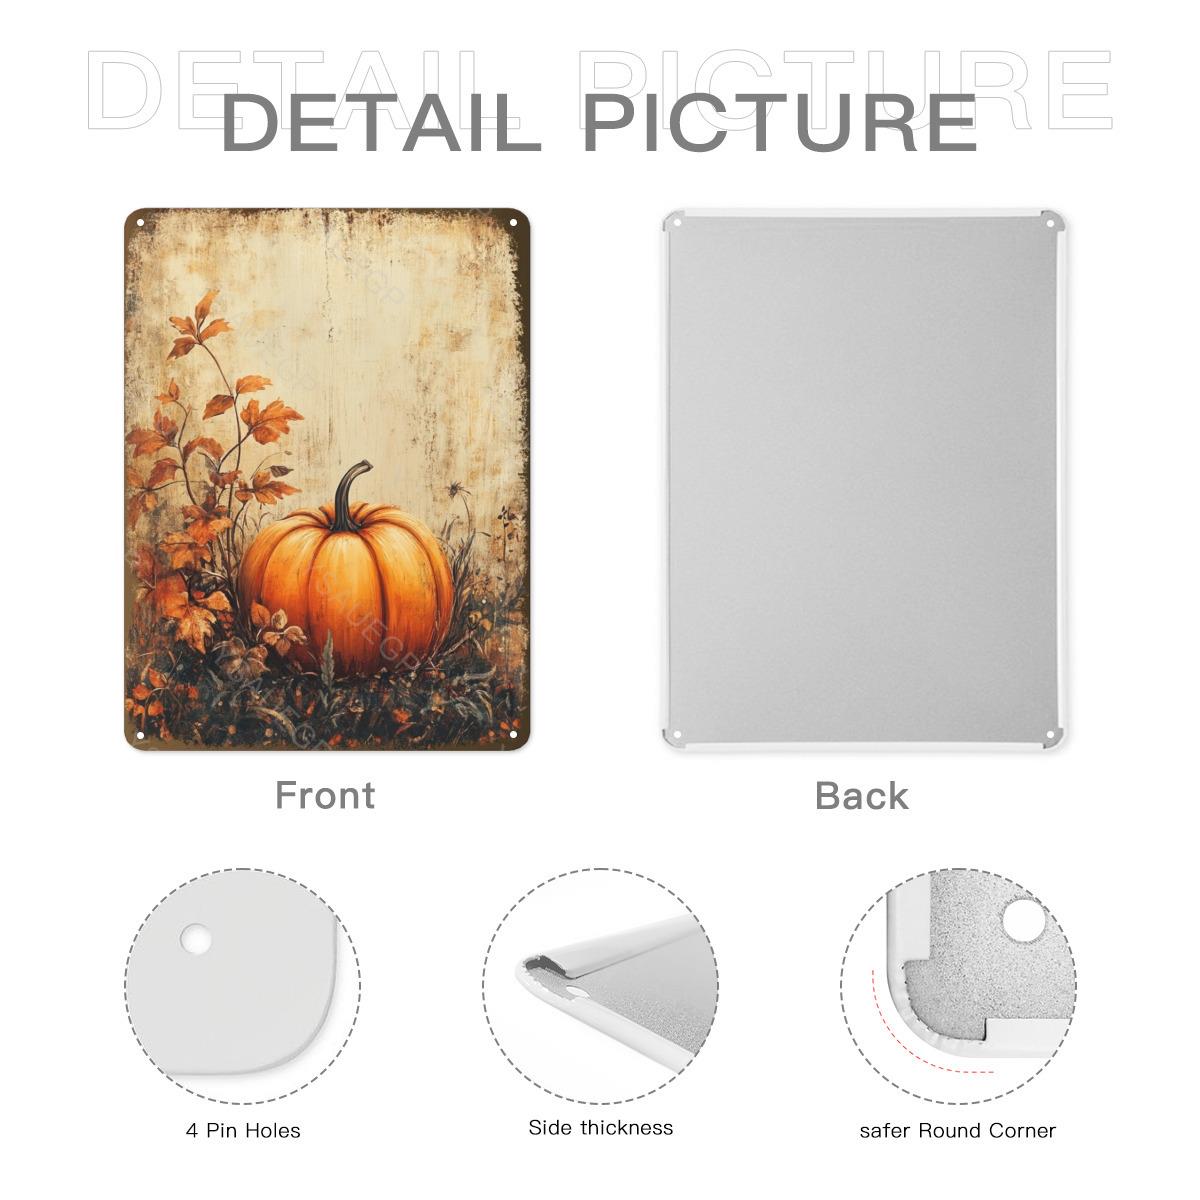 DETAIL PICTURE
DETAIL PICTURE
Front
Back
4 Pin Holes
Side thickness
safer Round Corner